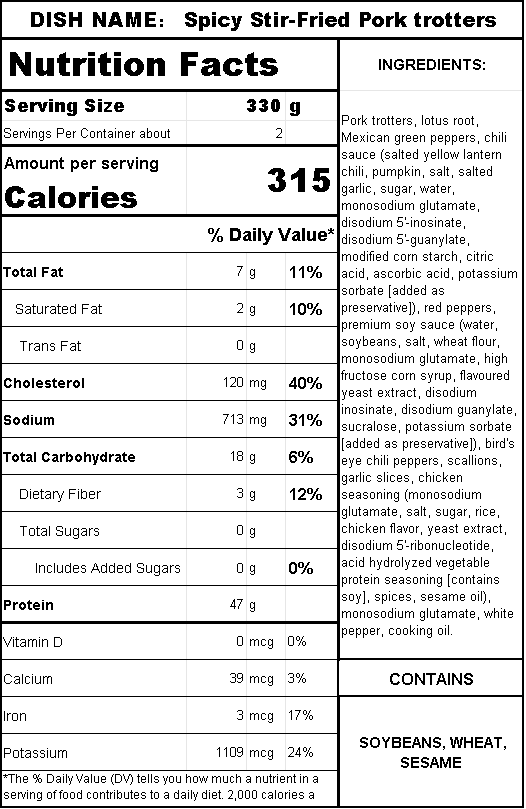 DISH NAME: Spicy Stir-Fried Pork trotters
Nutrition Facts
Serving Size 330 g
Servings Per Container about 2
Amount per serving
Calories 315
% Daily Value*
Total Fat 7 g 11%
Saturated Fat 2 g 10%
Trans Fat 0 g
Cholesterol 120 mg 40%
Sodium 713 mg 31%
Total Carbohydrate 18 g 6%
Dietary Fiber 3 g 12%
Total Sugars 0 g
Includes Added Sugars 0 g 0%
Protein 47 g
Vitamin D 0 mcg 0%
Calcium 39 mcg 3%
Iron 3 mcg 17%
Potassium 1109 mcg 24%
*The % Daily Value (DV) tells you how much a nutrient in a
serving of food contributes to a daily diet. 2,000 calories a
INGREDIENTS:
Pork trotters, lotus root,
Mexican green peppers, chili
sauce (salted yellow lantern
chili, pumpkin, salt, salted
garlic, sugar, water,
monosodium glutamate,
disodium 5'-inosinate,
disodium 5'-guanylate,
modified corn starch, citric
acid, ascorbic acid, potassium
sorbate [added as
preservative]), red peppers,
premium soy sauce (water,
soybeans, salt, wheat flour,
monosodium glutamate, high
fructose corn syrup, flavoured
yeast extract, disodium
inosinate, disodium guanylate,
sucralose, potassium sorbate
[added as preservative]), bird's
eye chili peppers, scallions,
garlic slices, chicken
seasoning (monosodium
glutamate, salt, sugar, rice,
chicken flavor, yeast extract,
disodium 5'-ribonucleotide,
acid hydrolyzed vegetable
protein seasoning [contains
soy], spices, sesame oil),
monosodium glutamate, white
pepper, cooking oil.
CONTAINS
SOYBEANS, WHEAT,
SESAME